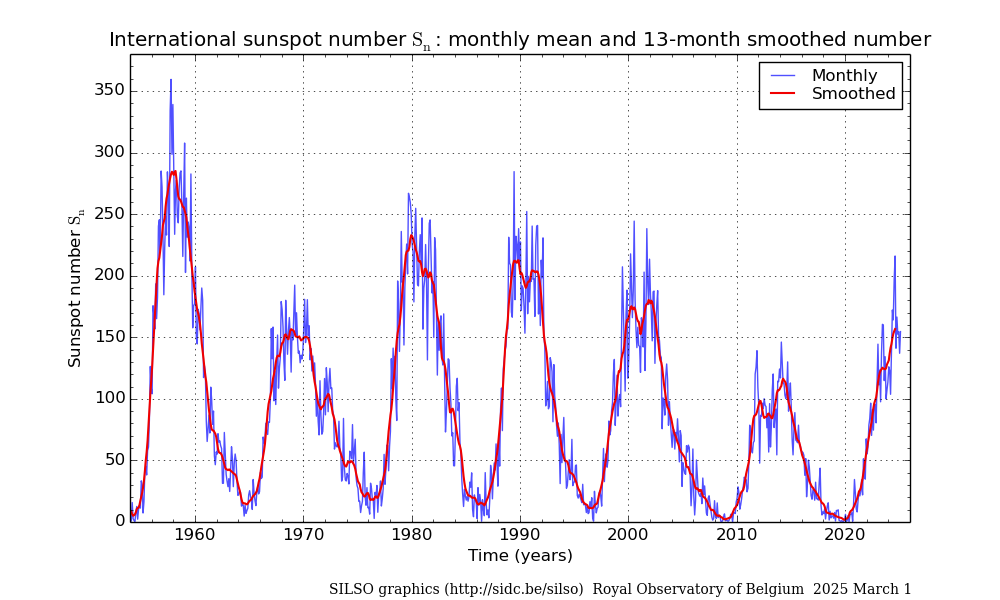 International sunspot number Sn : monthly mean and 13-month smoothed number
Monthly
Smoothed
350
300
250
200
150
100
50
0
Sunspot number Sn
1960 1970 1980 1990 2000 2010 2020
Time (years)
SILSO graphics (http://sidc.be/silso) Royal Observatory of Belgium 2025 March 1